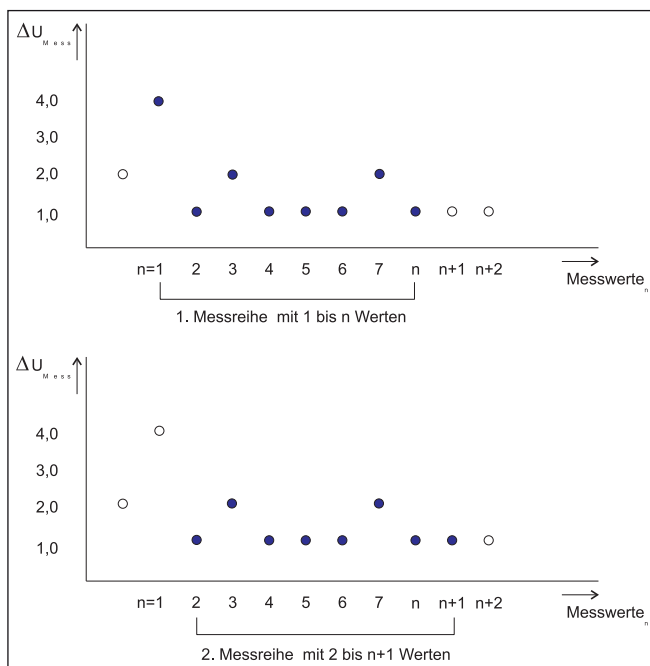 ΔU Mess
4,0
3,0
2,0
1,0
n=1 2 3 4 5 6 7 n n+1 n+2
Messwerte n
1. Messreihe mit 1 bis n Werten
ΔU Mess
4,0
3,0
2,0
1,0
n=1 2 3 4 5 6 7 n n+1 n+2
Messwerte n
2. Messreihe mit 2 bis n+1 Werten